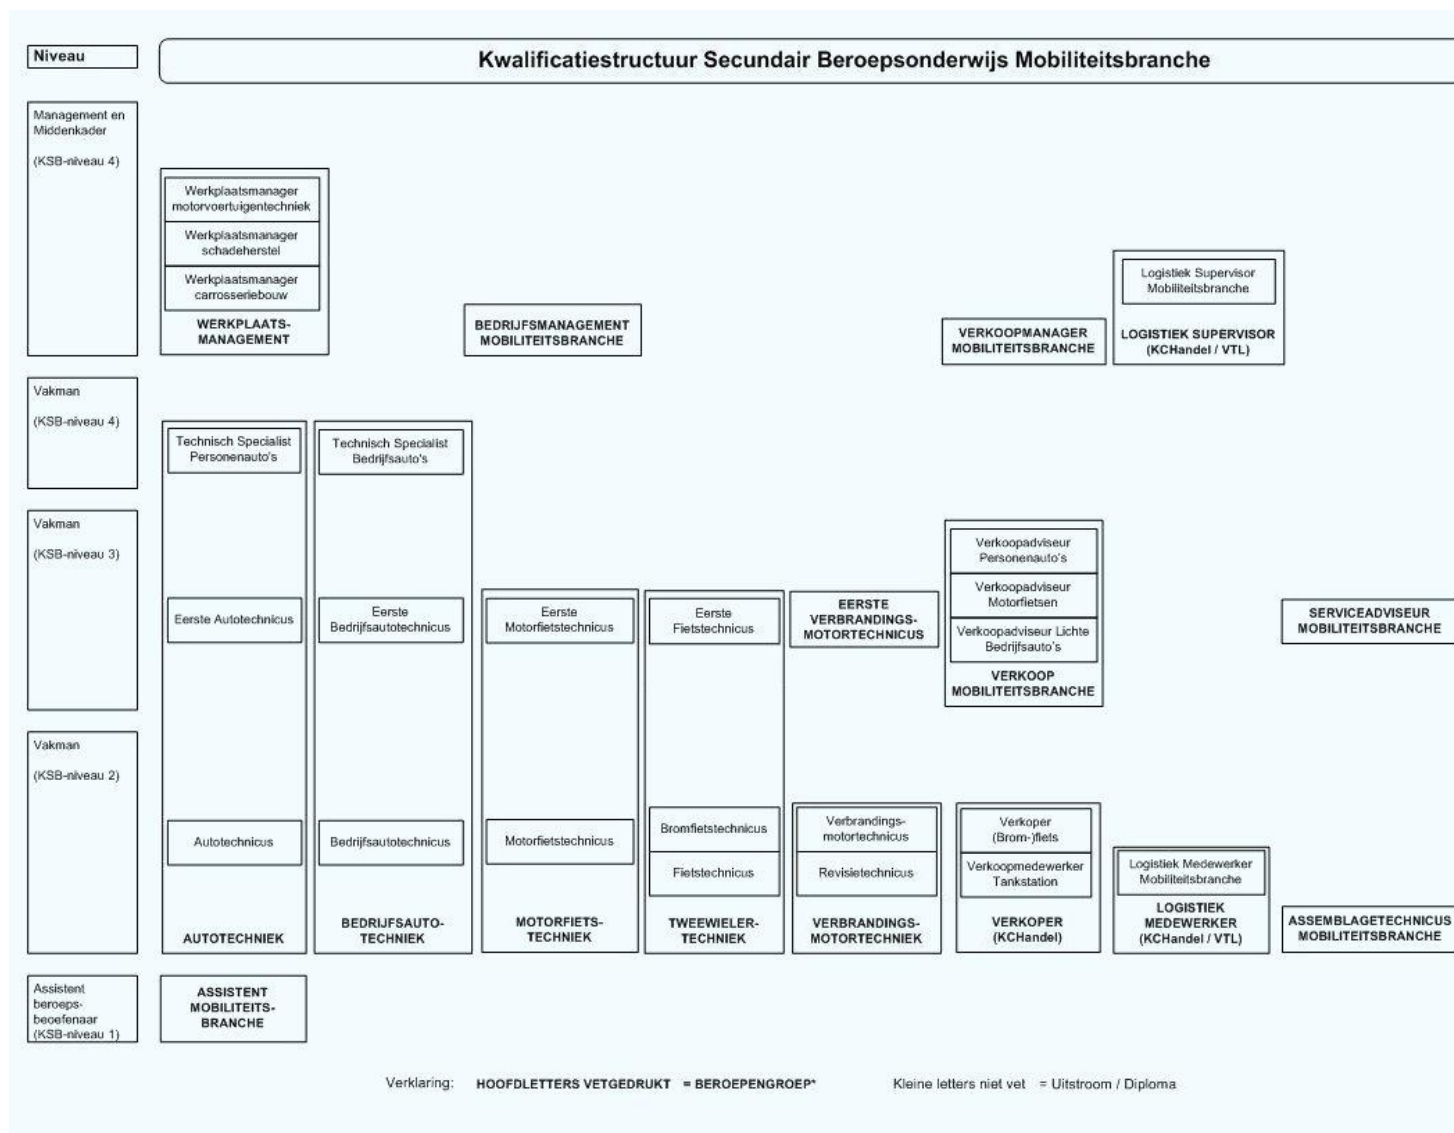 Niveau
Kwalificatiestructuur Secundair Beroepsonderwijs Mobiliteitsbranche
Management en
Middenkader
(KSB-niveau 4)
Werkplaatsmanager
motorvoertuigentechniek
Werkplaatsmanager
schadeherstel
Werkplaatsmanager
carrosseriebouw
WERKPLAATS-
MANAGEMENT
BEDRIJFSMANAGEMENT
MOBILITEITSBRANCHE
VERKOOPMANAGER
MOBILITEITSBRANCHE
Logistiek Supervisor
Mobiliteitsbranche
LOGISTIEK SUPERVISOR
(KCHandel / VTL)
Vakman
(KSB-niveau 4)
Technisch Specialist
Personenauto's
Technisch Specialist
Bedrijfsauto's
Vakman
(KSB-niveau 3)
Eerste Autotechnicus
Eerste
Bedrijfsautotechnicus
Eerste
Motorfietstechnicus
Eerste
Fietstechnicus
EERSTE
VERBRANDINGS-
MOTORTECHNICUS
Verkoopadviseur
Personenauto's
Verkoopadviseur
Motorfietsen
Verkoopadviseur Lichte
Bedrijfsauto's
VERKOOP
MOBILITEITSBRANCHE
SERVICEADVISEUR
MOBILITEITSBRANCHE
Vakman
(KSB-niveau 2)
Autotechnicus
Bedrijfsautotechnicus
Motorfietstechnicus
Bromfietstechnicus
Fietstechnicus
Verbrandings-
motortechnicus
Revisietechnicus
Verkoper
(Brom-)fiets
Verkoopmedewerker
Tankstation
Logistiek Medewerker
Mobiliteitsbranche
AUTOTECHNIEK
BEDRIJFSAUTO-
TECHNIEK
MOTORFIETS-
TECHNIEK
TWEEWIELER-
TECHNIEK
VERBRANDINGS-
MOTORTECHNIEK
VERKOPER
(KCHandel)
LOGISTIEK
MEDEWERKER
(KCHandel / VTL)
ASSEMBLAGETECHNICUS
MOBILITEITSBRANCHE
Assistent
beroeps-
beoefenaar
(KSB-niveau 1)
ASSISTENT
MOBILITEITS-
BRANCHE
Verklaring: HOOFDLETTERS VETGEDRUKT = BEROEPENGROEP* Kleine letters niet vet = Uitstroom / Diploma